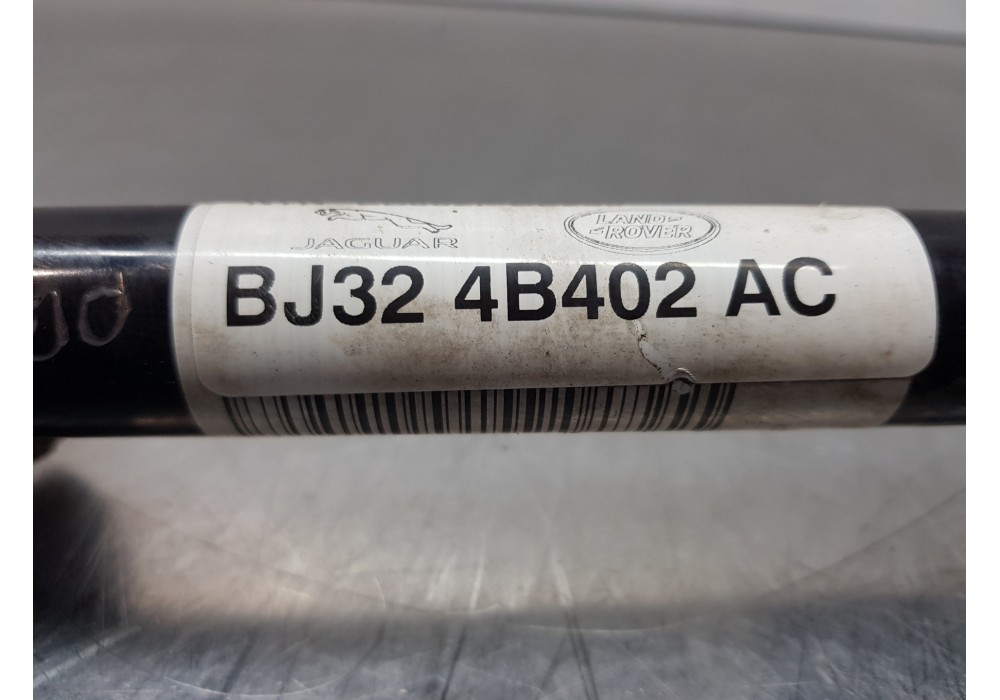 JAGUAR
LAND
ROVER
BJ32 4B402 AC